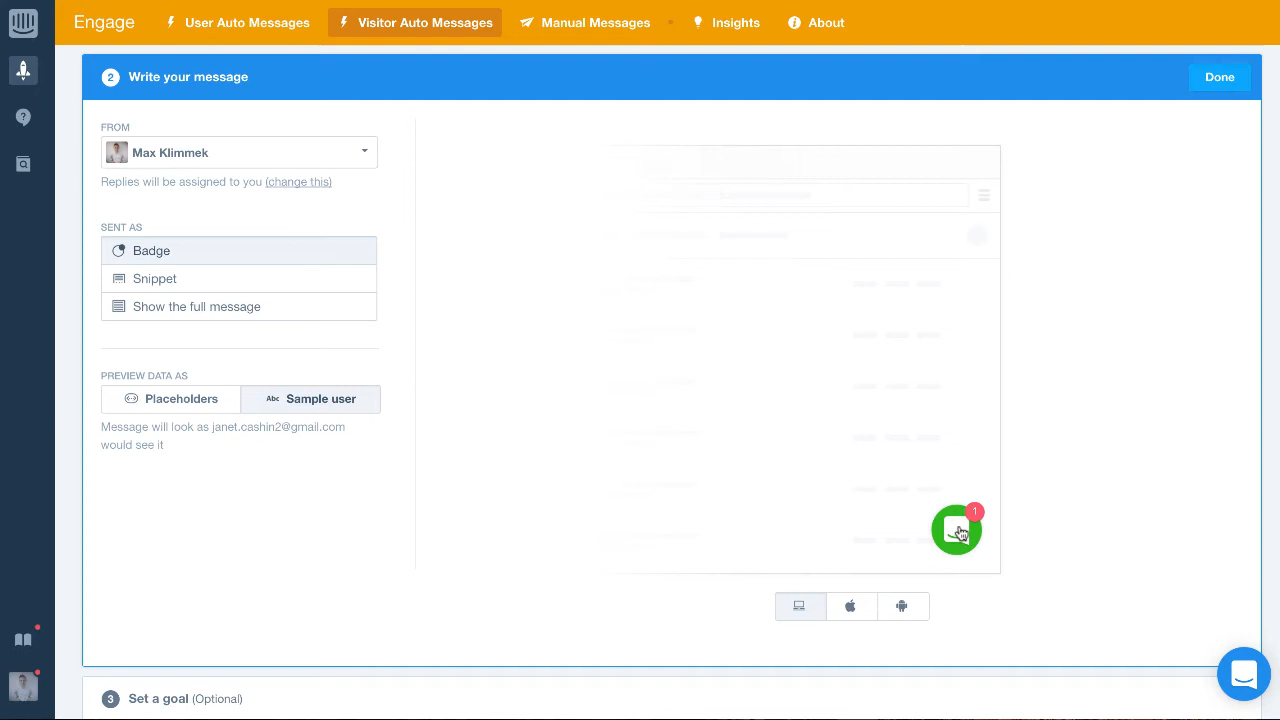 Engage
User Auto Messages
Visitor Auto Messages
Manual Messages
Insights
About
2 Write your message
Done
FROM
Max Klimmek
Replies will be assigned to you (change this)
SENT AS
Badge
Snippet
Show the full message
PREVIEW DATA AS
Placeholders
Abc Sample user
Message will look as janet.cashin2@gmail.com
would see it
1
3 Set a goal (Optional)